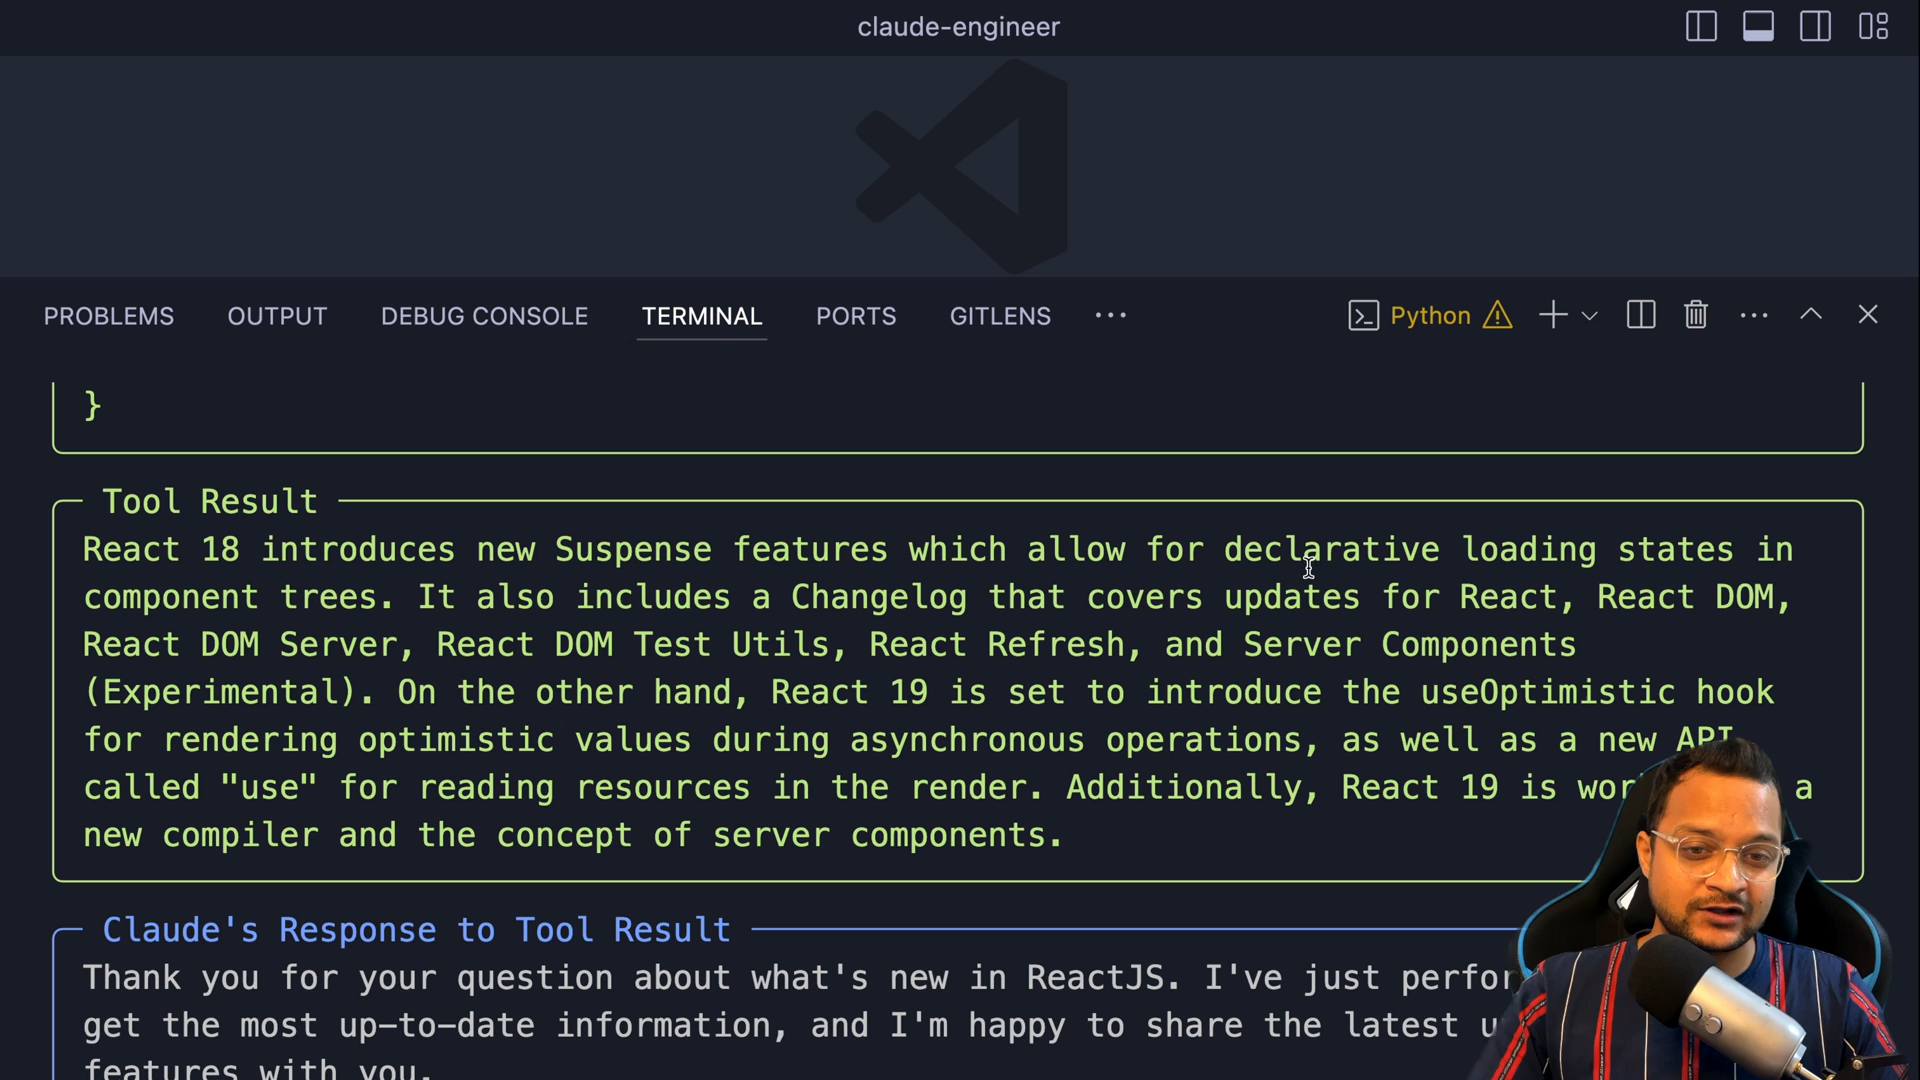 claude-engineer
PROBLEMS OUTPUT DEBUG CONSOLE TERMINAL PORTS GITLENS ... Python
}
Tool Result
React 18 introduces new Suspense features which allow for declarative loading states in
component trees. It also includes a Changelog that covers updates for React, React DOM,
React DOM Server, React DOM Test Utils, React Refresh, and Server Components
(Experimental). On the other hand, React 19 is set to introduce the useOptimistic hook
for rendering optimistic values during asynchronous operations, as well as a new API
called "use" for reading resources in the render. Additionally, React 19 is a
new compiler and the concept of server components.
Claude's Response to Tool Result
Thank you for your question about what's new in ReactJS. I've just
get the most up-to-date information, and I'm happy to share the latest
features with you.